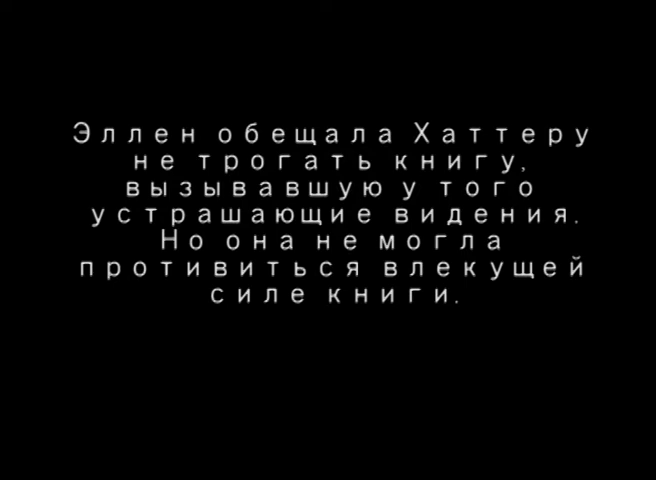 Эллен обещала Хаттеру
не трогать книгу,
вызывавшую у того
устрашающие видения.
Но она не могла
противиться влекущей
силе книги.